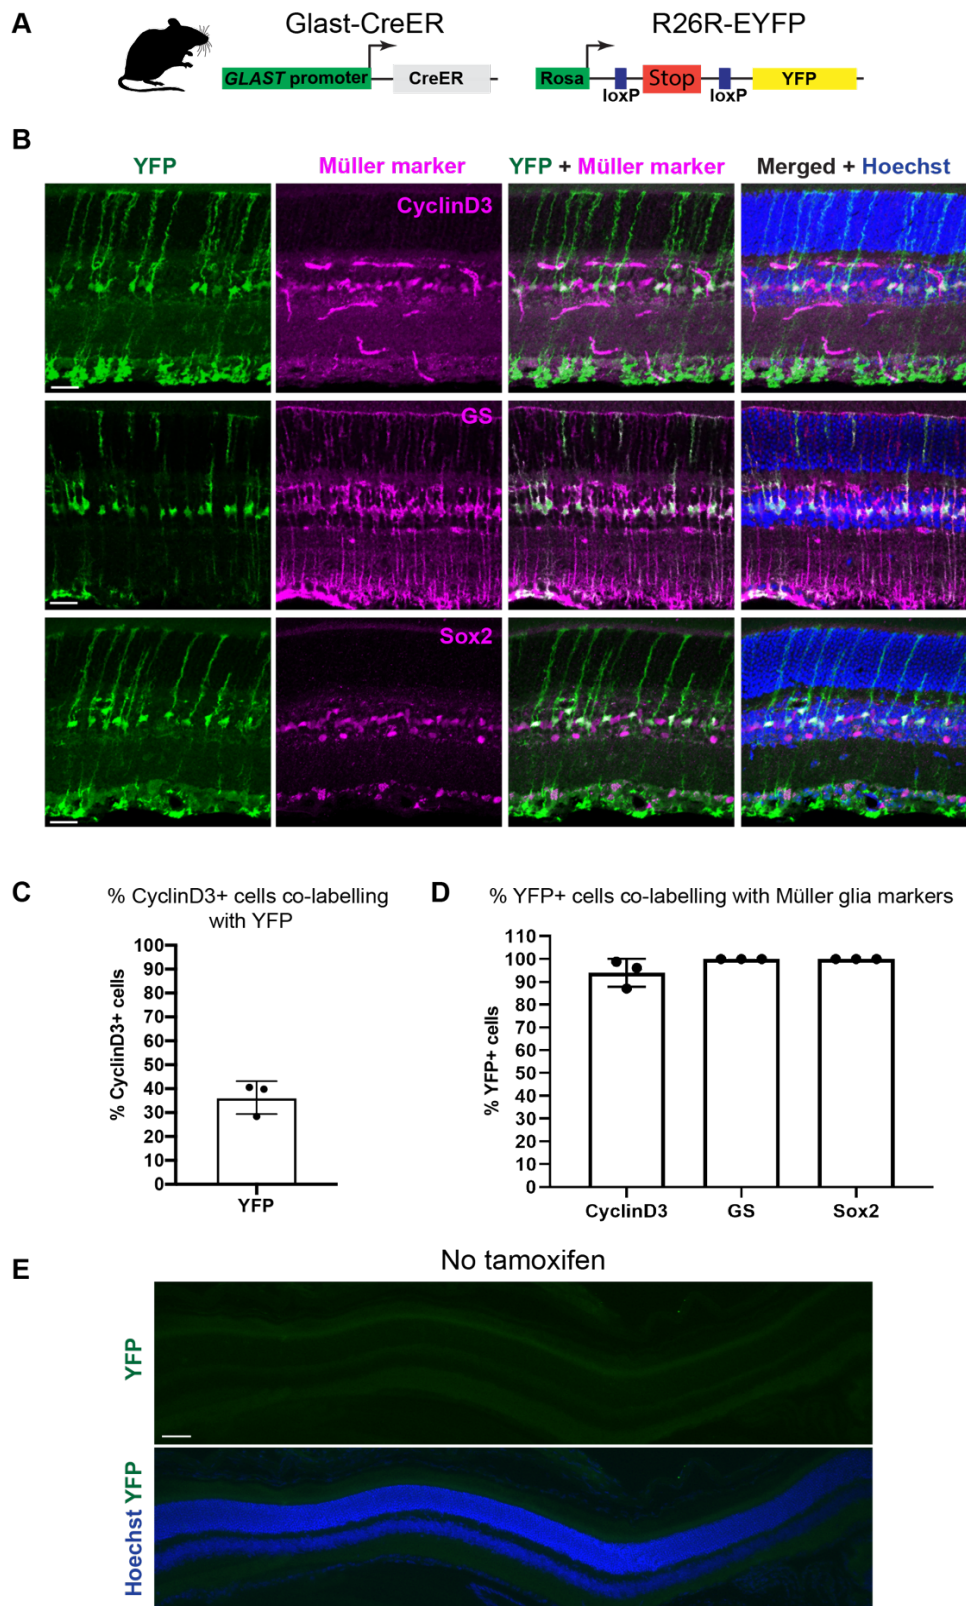 A
Glast-CreER
R26R-EYFP
GLAST promoter
CreER
Rosa
loxP
Stop
loxP
YFP
B
YFP
Müller marker
YFP + Müller marker
Merged + Hoechst
CyclinD3
GS
Sox2
C
% CyclinD3+ cells co-labelling
with YFP
% CyclinD3+ cells
100
90
80
70
60
50
40
30
20
10
0
YFP
D
% YFP+ cells co-labelling with Müller glia markers
% YFP+ cells
110
100
90
80
70
60
50
40
30
20
10
0
CyclinD3
GS
Sox2
E
No tamoxifen
YFP
Hoechst YFP